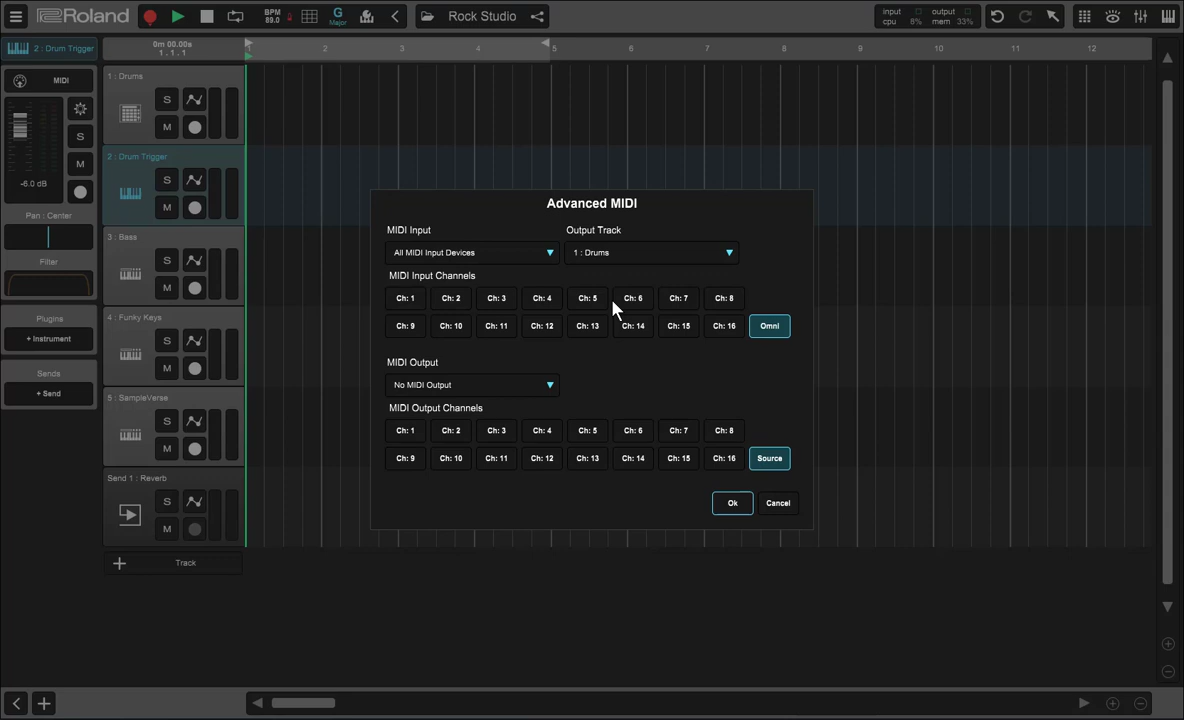 Roland
BPM
89.0
G
Major
Rock Studio
input
output
cpu 8% mem 33%
2 : Drum Trigger
0m 00.00s
1 . 1 . 1
1 2 3 4 5 6 7 8 9 10 11 12
MIDI
S
M
-6.0 dB
Pan : Center
Filter
Plugins
+ Instrument
Sends
+ Send
1 : Drums
S
M
2 : Drum Trigger
S
M
3 : Bass
S
M
4 : Funky Keys
S
M
5 : SampleVerse
S
M
Send 1 : Reverb
S
M
Track
Advanced MIDI
MIDI Input Output Track
All MIDI Input Devices 1 : Drums
MIDI Input Channels
Ch: 1 Ch: 2 Ch: 3 Ch: 4 Ch: 5 Ch: 6 Ch: 7 Ch: 8
Ch: 9 Ch: 10 Ch: 11 Ch: 12 Ch: 13 Ch: 14 Ch: 15 Ch: 16 Omni
MIDI Output
No MIDI Output
MIDI Output Channels
Ch: 1 Ch: 2 Ch: 3 Ch: 4 Ch: 5 Ch: 6 Ch: 7 Ch: 8
Ch: 9 Ch: 10 Ch: 11 Ch: 12 Ch: 13 Ch: 14 Ch: 15 Ch: 16 Source
Ok Cancel